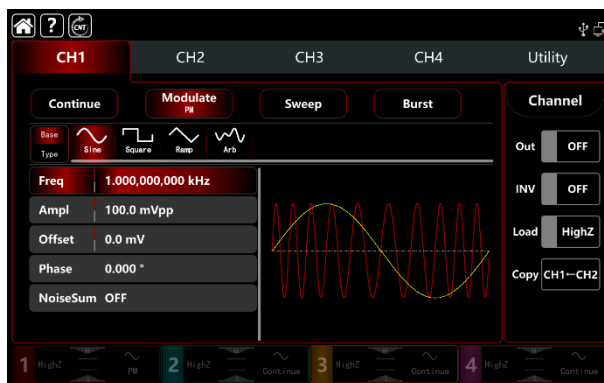 ? CNT
CH1 CH2 CH3 CH4 Utility
Continue Modulate Sweep Burst Channel
PM
Base
Type Sine Square Ramp Arb
Out OFF
Freq 1.000,000,000 kHz
INV OFF
Ampl 100.0 mVpp
Offset 0.0 mV
Load HighZ
Phase 0.000 °
Copy CH1←CH2
NoiseSum OFF
1 HighZ PM 2 HighZ Continue 3 HighZ Continue 4 HighZ Continue